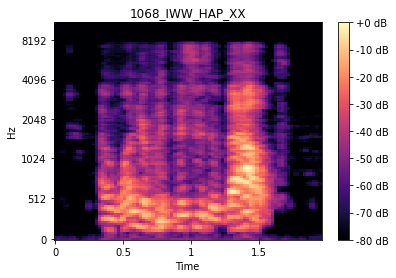 1068_IWW_HAP_XX
8192
4096
2048
1024
512
0
Hz
0
0.5
1
1.5
Time
+0 dB
-10 dB
-20 dB
-30 dB
-40 dB
-50 dB
-60 dB
-70 dB
-80 dB